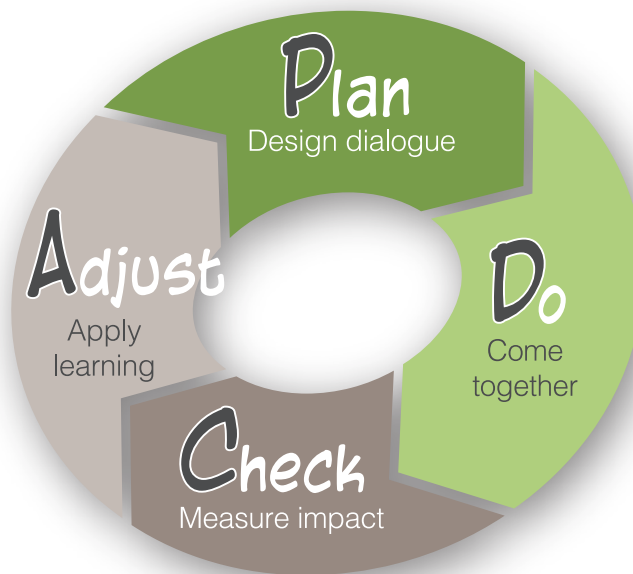 Plan
Design dialogue
Do
Come
together
Check
Measure impact
Adjust
Apply
learning